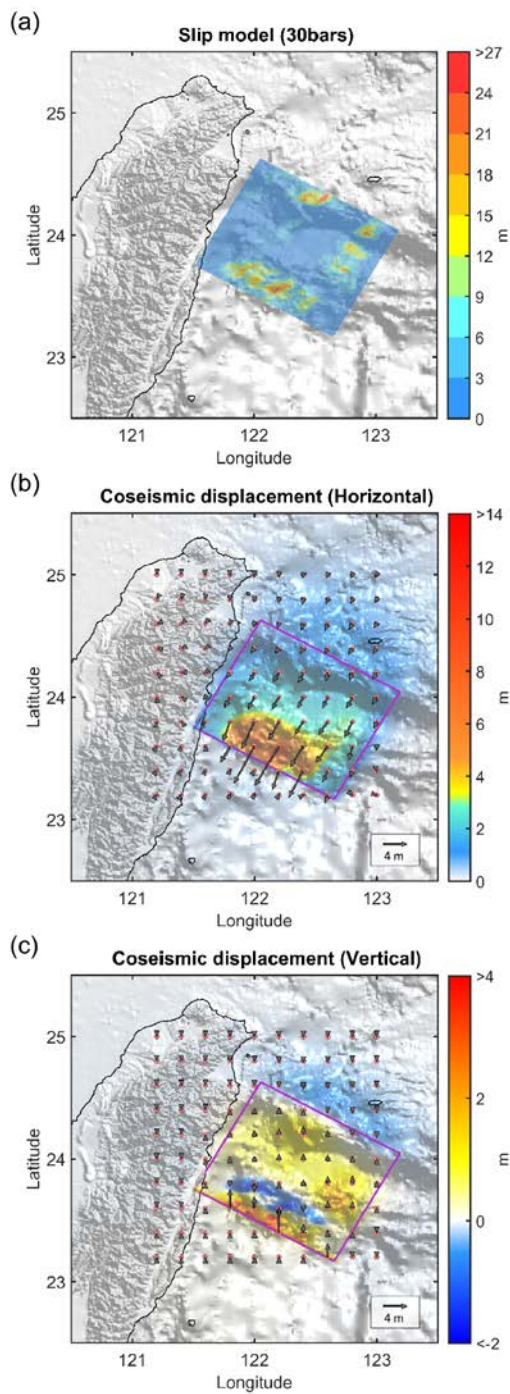 (a)
Slip model (30bars)
>27
25
24
21
24
18
Latitude
15
m
12
9
23
6
3
0
121
122
123
Longitude
(b)
Coseismic displacement (Horizontal)
>14
25
12
10
24
8
Latitude
m
6
4
23
2
4 m
0
121
122
123
Longitude
(c)
Coseismic displacement (Vertical)
>4
25
2
24
Latitude
m
0
23
4 m
<-2
121
122
123
Longitude